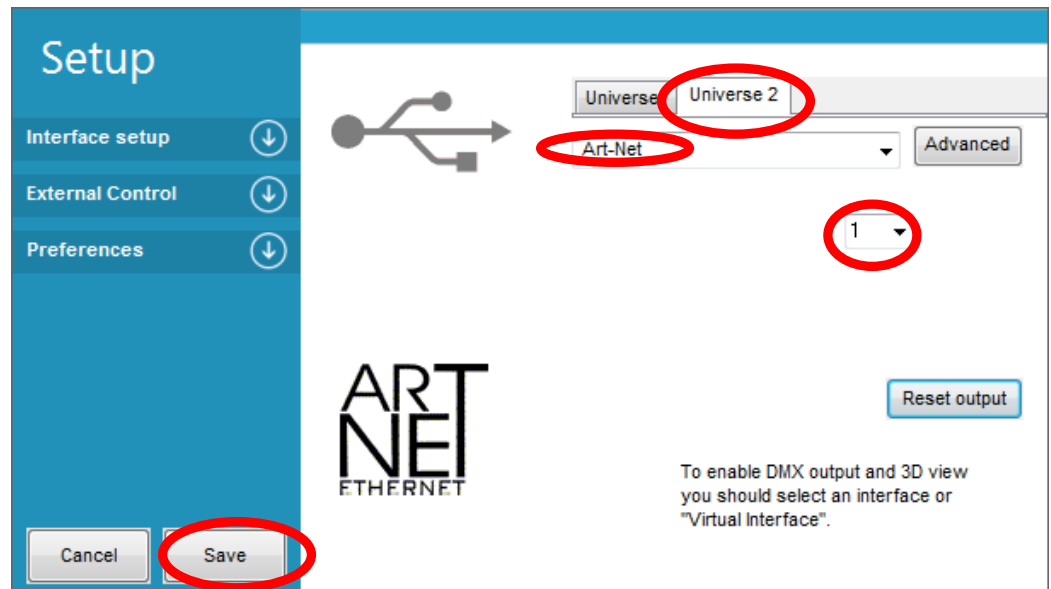 Setup
Interface setup
External Control
Preferences
Cancel
Save
Universe
Universe 2
Art-Net
Advanced
1
ART
NET
ETHERNET
Reset output
To enable DMX output and 3D view
you should select an interface or
"Virtual Interface".